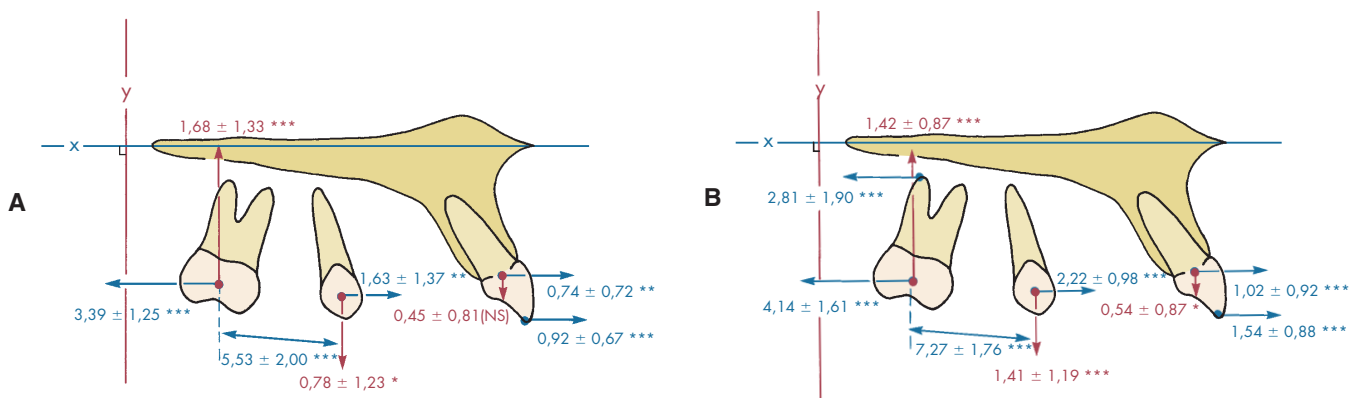 A
y
x
1,68 ± 1,33 ***
1,63 ± 1,37 **
0,74 ± 0,72 **
3,39 ± 1,25 ***
0,45 ± 0,81(NS)
0,92 ± 0,67 ***
5,53 ± 2,00 ***
0,78 ± 1,23 *
B
y
x
1,42 ± 0,87 ***
2,81 ± 1,90 ***
2,22 ± 0,98 ***
1,02 ± 0,92 ***
4,14 ± 1,61 ***
0,54 ± 0,87 *
1,54 ± 0,88 ***
7,27 ± 1,76 ***
1,41 ± 1,19 ***